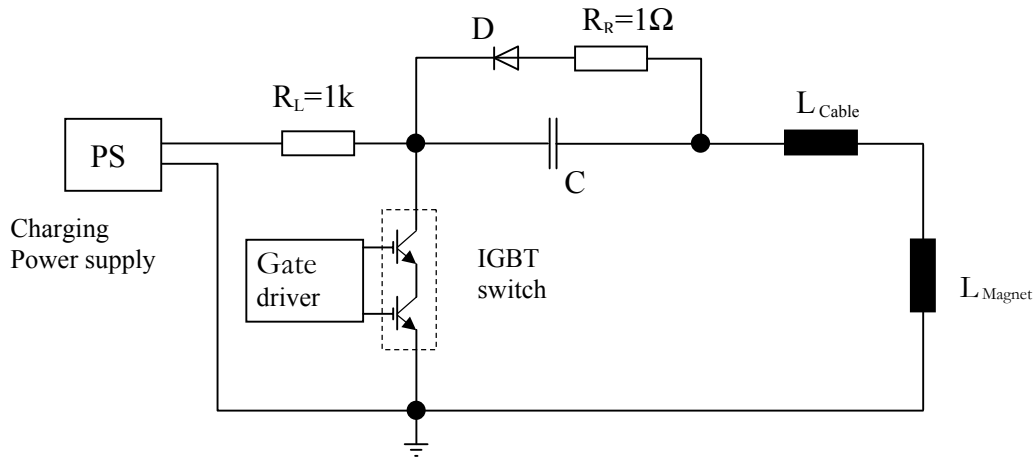 D
R_R=1Ω
R_L=1k
L_Cable
PS
C
Charging
Power supply
Gate
driver
IGBT
switch
L_Magnet